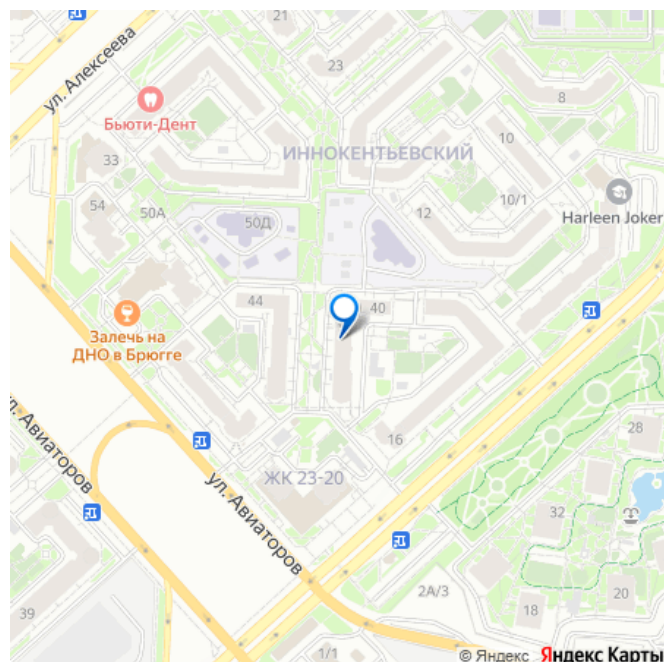 ул. Алексеева
23
8
Бьюти-Дент
10
ИННОКЕНТЬЕВСКИЙ
33
10/1
54
50А
50Д
12
Harleen Joker
44
40
Залечь на
ДНО в Брюгге
16
28
ул. Авиаторов
ул. Авиаторов
ЖК 23-20
32
2А/3
20
18
39
1/1
© Яндекс Яндекс Карты